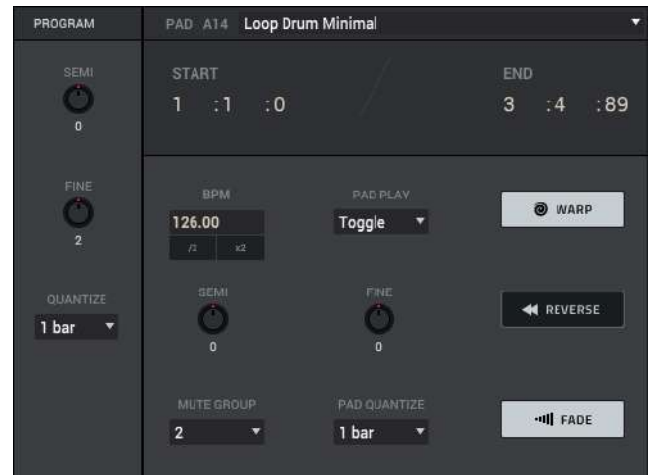 PROGRAM
PAD A14 Loop Drum Minimal
SEMI
0
FINE
2
QUANTIZE
1 bar
START
END
1 :1 :0
3 :4 :89
BPM
PAD PLAY
126.00
Toggle
WARP
/2 x2
SEMI
FINE
REVERSE
0
0
MUTE GROUP
PAD QUANTIZE
2
1 bar
FADE